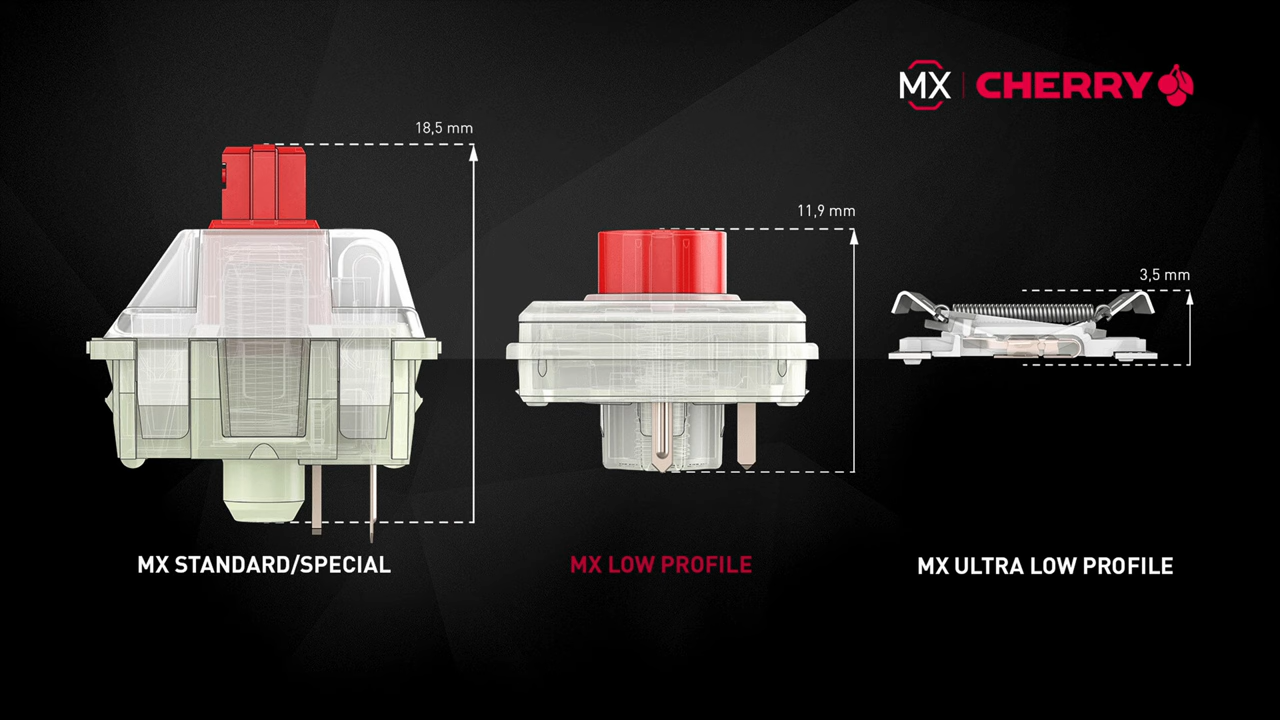 MX CHERRY
18,5 mm
11,9 mm
3,5 mm
MX STANDARD/SPECIAL
MX LOW PROFILE
MX ULTRA LOW PROFILE